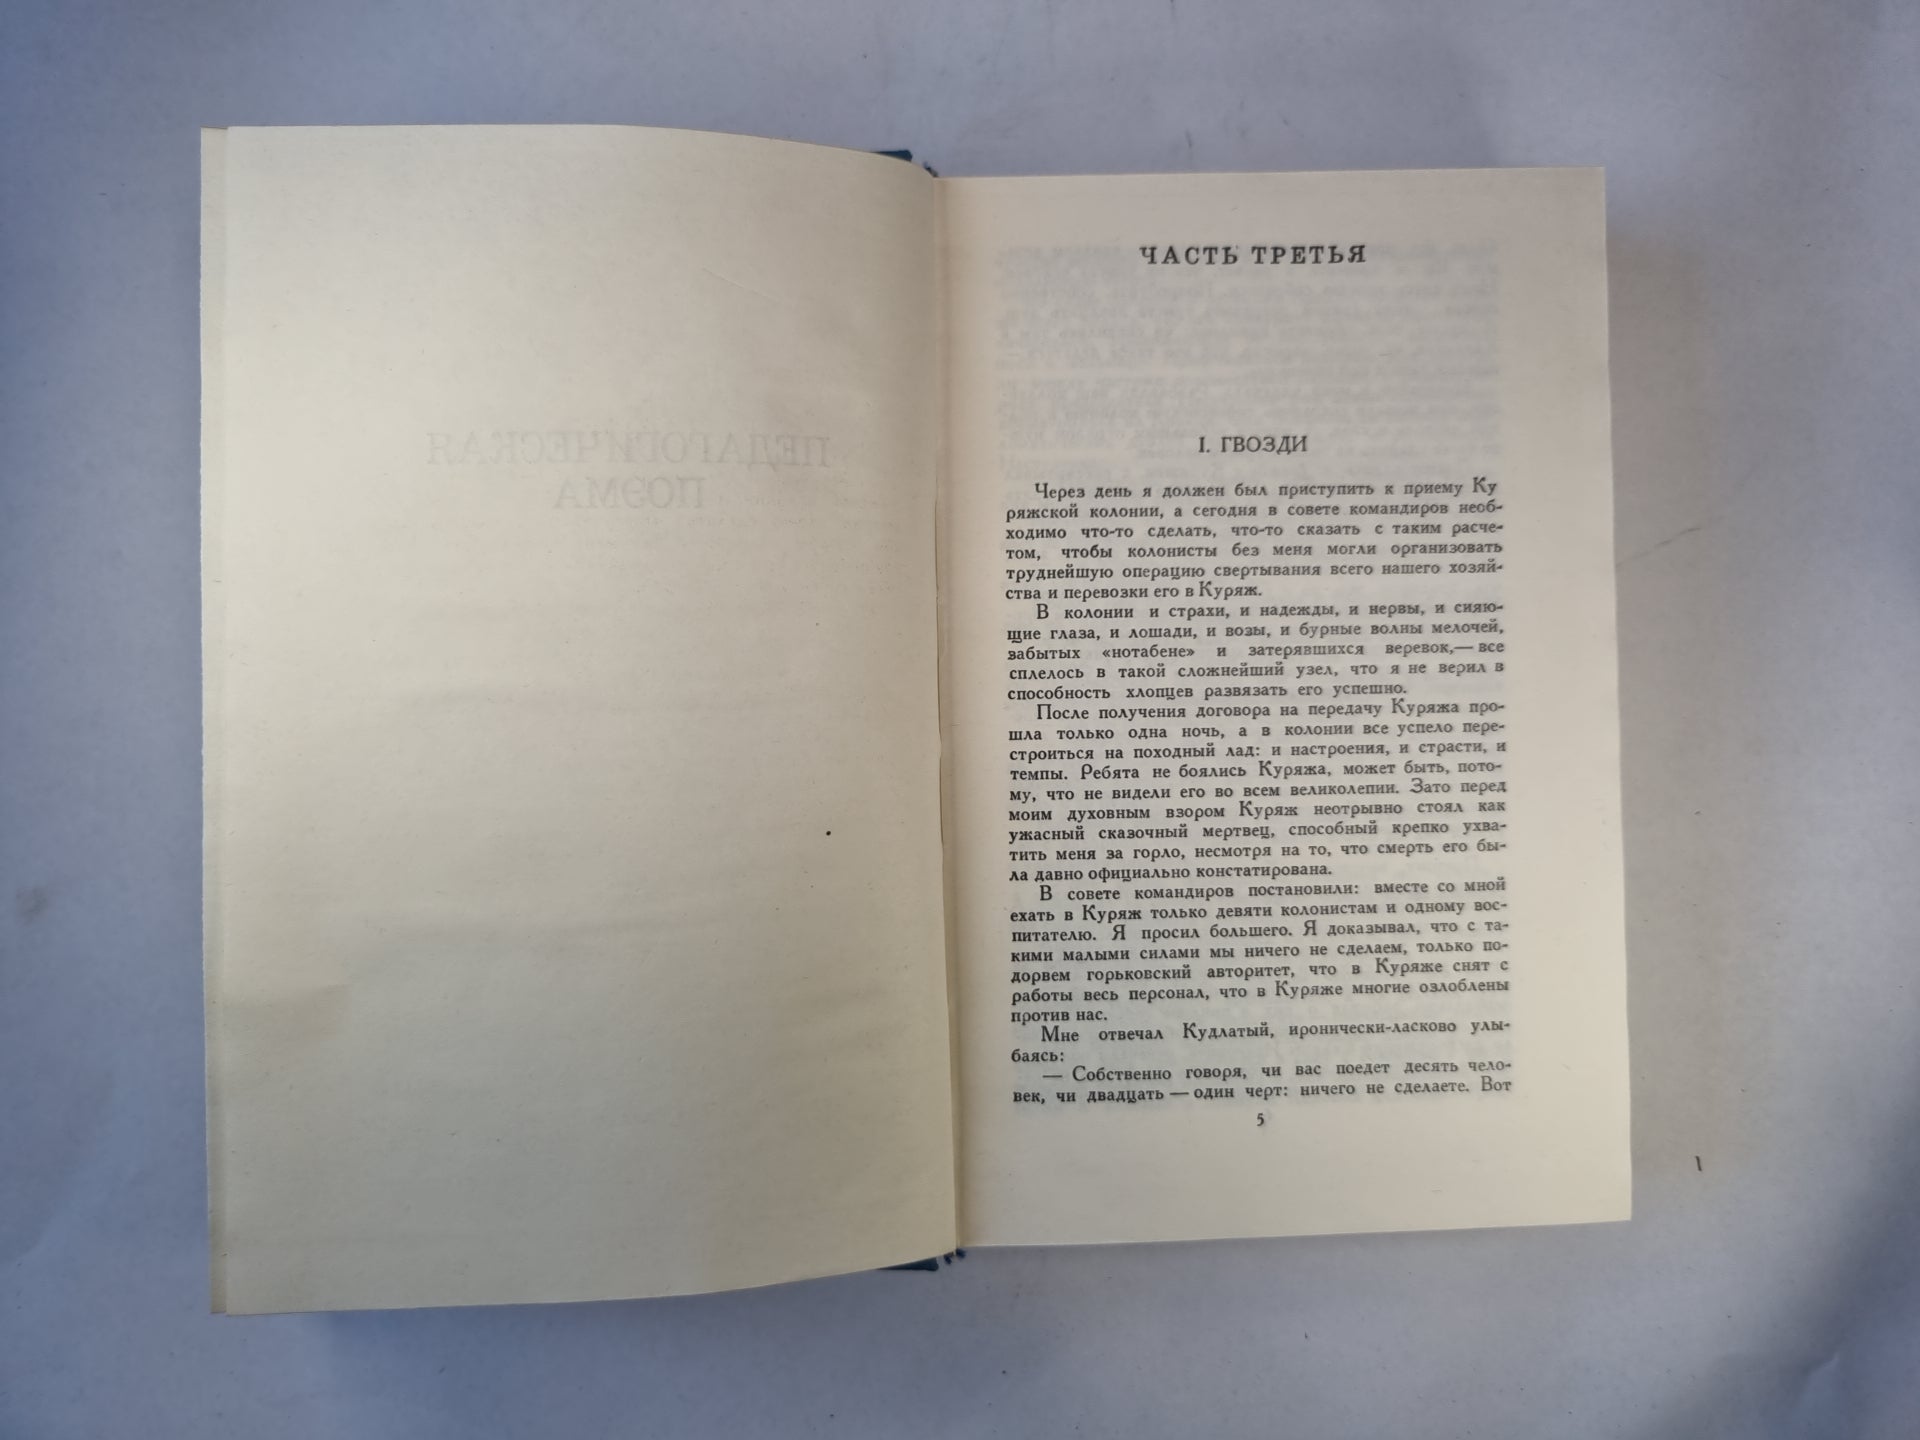 ПЕДАГОГИЧЕСКАЯ
ПОЭМА
ЧАСТЬ ТРЕТЬЯ
I. ГВОЗДИ
Через день я должен был приступить к приему Ку
ряжской колонии, а сегодня в совете командиров необ-
ходимо что-то сделать, что-то сказать с таким расче-
том, чтобы колонисты без меня могли организовать
труднейшую операцию свертывания всего нашего хозяй-
ства и перевозки его в Куряж.
В колонии и страхи, и надежды, и нервы, и сияю-
щие глаза, и лошади, и возы, и бурные волны мелочей,
забытых «нотабене» и затерявшихся веревок,— все
сплелось в такой сложнейший узел, что я не верил в
способность хлопцев развязать его успешно.
После получения договора на передачу Куряжа про-
шла только одна ночь, а в колонии все успело пере-
строиться на походный лад: и настроения, и страсти, и
темпы. Ребята не боялись Куряжа, может быть, пото-
му, что не видели его во всем великолепии. Зато перед
моим духовным взором Куряж неотрывно стоял как
ужасный сказочный мертвец, способный крепко ухва-
тить меня за горло, несмотря на то, что смерть его бы-
ла давно официально констатирована.
В совете командиров постановили: вместе со мной
ехать в Куряж только девяти колонистам и одному вос-
питателю. Я просил большего. Я доказывал, что с та-
кими малыми силами мы ничего не сделаем, только по-
дорвем горьковский авторитет, что в Куряже снят с
работы весь персонал, что в Куряже многие озлоблены
против нас.
Мне отвечал Кудлатый, иронически-ласково улы-
баясь:
— Собственно говоря, чи вас поедет десять чело-
век, чи двадцать — один черт: ничего не сделаете. Вот
5